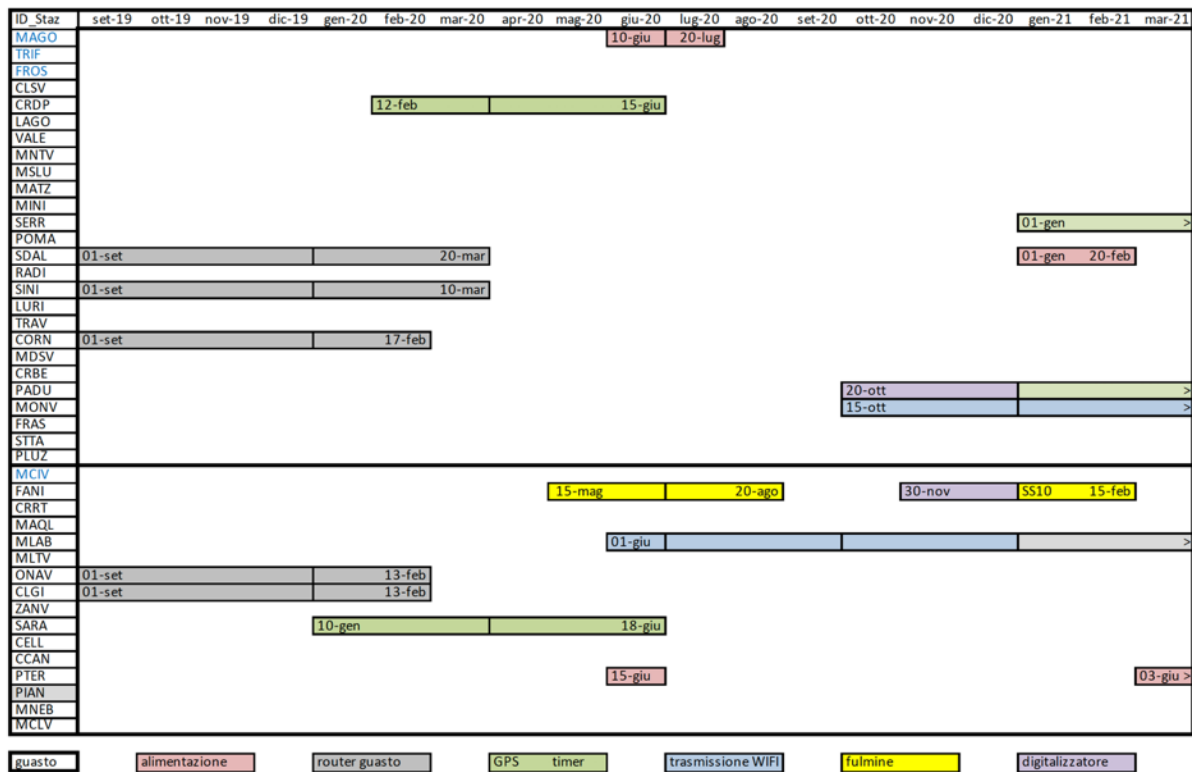 ID_Staz set-19 ott-19 nov-19 dic-19 gen-20 feb-20 mar-20 apr-20 mag-20 giu-20 lug-20 ago-20 set-20 ott-20 nov-20 dic-20 gen-21 feb-21 mar-21
MAGO 10-giu 20-lug
TRIF
FROS
CLSV
CRDP 12-feb 15-giu
LAGO
VALE
MNTV
MSLU
MATZ
MINI
SERR 01-gen >
POMA
SDAL 01-set 20-mar 01-gen 20-feb
RADI
SINI 01-set 10-mar
LURI
TRAV
CORN 01-set 17-feb
MDSV
CRBE
PADU 20-ott >
MONV 15-ott >
FRAS
STTA
PLUZ
MCIV
FANI 15-mag 20-ago 30-nov SS10 15-feb
CRRT
MAQL
MLAB 01-giu >
MLTV
ONAV 01-set 13-feb
CLGI 01-set 13-feb
ZANV
SARA 10-gen 18-giu
CELL
CCAN
PTER 15-giu 03-giu >
PIAN
MNEB
MCLV
guasto alimentazione router guasto GPS timer trasmissione WIFI fulmine digitalizzatore